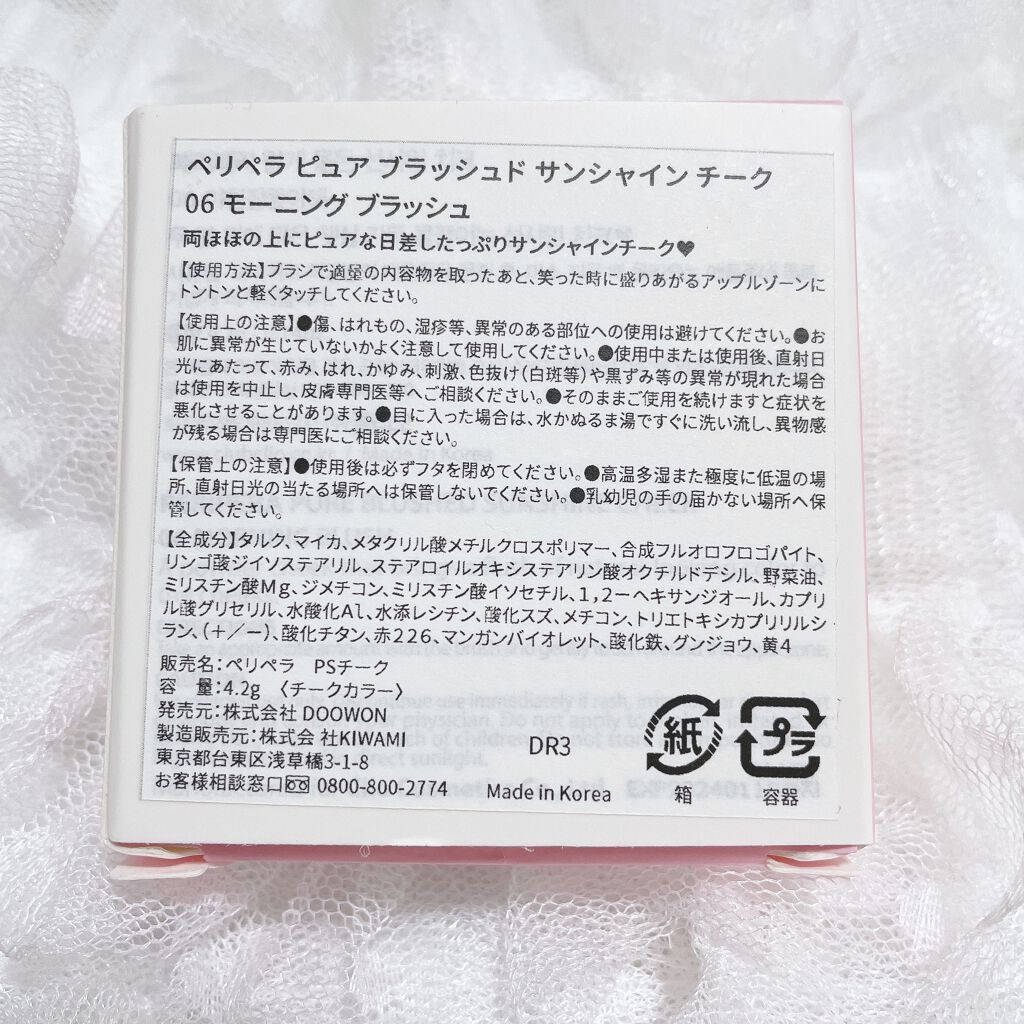 ペリペラ ピュア ブラッシュド サンシャイン チーク
06 モーニング ブラッシュ
両ほほの上にピュアな日差したっぷりサンシャインチーク♥
【使用方法】ブラシで適量の内容物を取ったあと、笑った時に盛りあがるアップルゾーンに
トントンと軽くタッチしてください。
【使用上の注意】●傷、はれもの、湿疹等、異常のある部位への使用は避けてください。●お
肌に異常が生じていないかよく注意して使用してください。●使用中または使用後、直射日
光にあたって、赤み、はれ、かゆみ、刺激、色抜け(白斑等)や黒ずみ等の異常が現れた場合
は使用を中止し、皮膚専門医等へご相談ください。●そのままご使用を続けますと症状を
悪化させることがあります。●目に入った場合は、水かぬるま湯ですぐに洗い流し、異物感
が残る場合は専門医にご相談ください。
【保管上の注意】●使用後は必ずフタを閉めてください。●高温多湿また極度に低温の場
所、直射日光の当たる場所へは保管しないでください。●乳幼児の手の届かない場所へ保
管してください。
【全成分】タルク、マイカ、メタクリル酸メチルクロスポリマー、合成フルオロフロゴパイト、
リンゴ酸ジイソステアリル、ステアロイルオキシステアリン酸オクチルドデシル、野菜油、
ミリスチン酸Mg、ジメチコン、ミリスチン酸イソセチル、1,2ーヘキサンジオール、カプリ
ル酸グリセリル、水酸化Al、水添レシチン、酸化スズ、メチコン、トリエトキシカプリリルシ
ラン、(+/ー)、酸化チタン、赤226、マンガンバイオレット、酸化鉄、グンジョウ、黄4
販売名:ペリペラ PSチーク
容 量:4.2g 〈チークカラー〉
発売元:株式会社 DOOWON
製造販売元:株式会 社KIWAMI
東京都台東区浅草橋3-1-8
お客様相談窓口 0800-800-2774
DR3
Made in Korea
紙
箱
プラ
容器